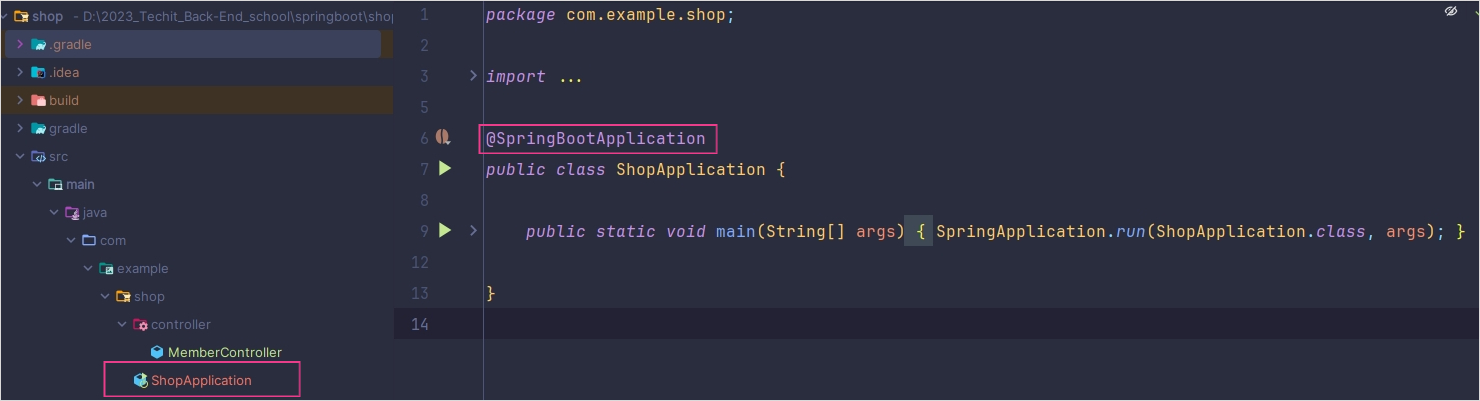 shop - D:\2023_Techit_Back-End_school\springboot\shop
.gradle
.idea
build
gradle
src
main
java
com
example
shop
controller
MemberController
ShopApplication
1 package com.example.shop;
2
3 import ...
5
6 @SpringBootApplication
7 public class ShopApplication {
8
9 public static void main(String[] args) { SpringApplication.run(ShopApplication.class, args); }
12
13 }
14